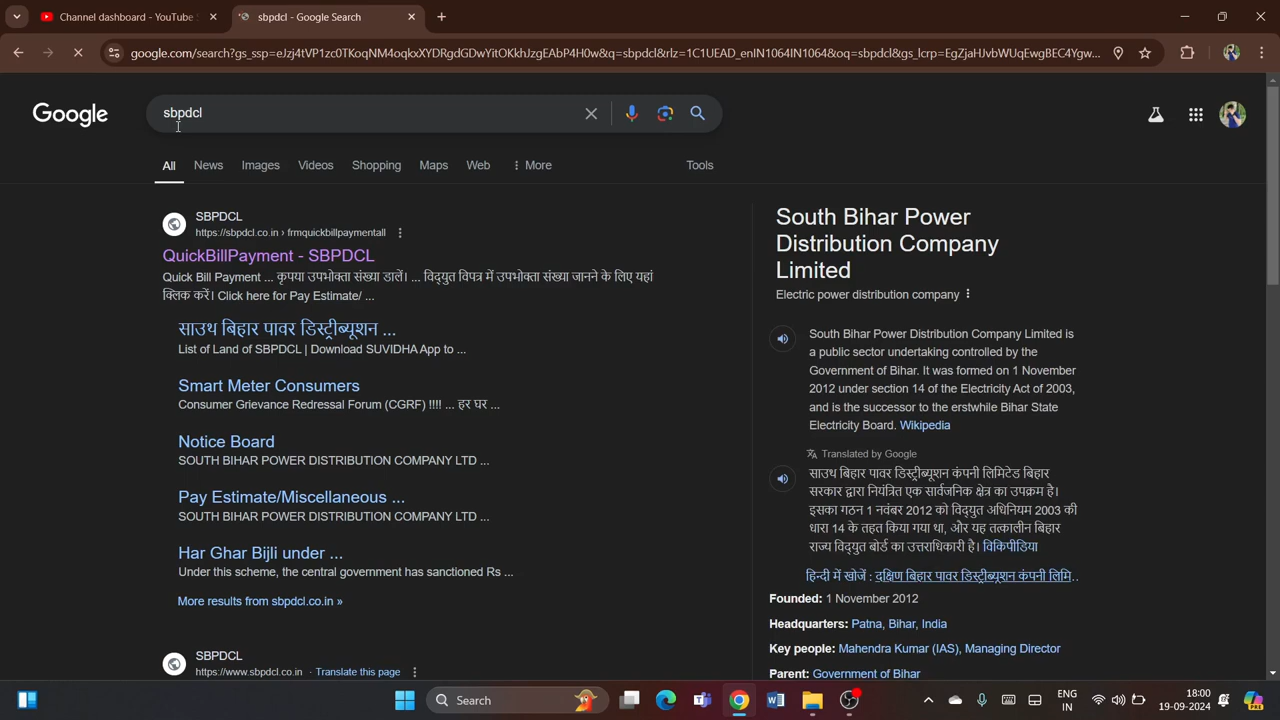 Channel dashboard - YouTube S
sbpdcl - Google Search
google.com/search?gs_ssp=eJzj4tVP1zc0TKoqNM4oqkxXYDRgdGDwYitOKkhJzgEAbP4H0w&q=sbpdcl&rlz=1C1UEAD_enIN1064IN1064&oq=sbpdcl&gs_lcrp=EgZjaHJvbWUqEwgBEC4Ygw...
Google
sbpdcl
All
News
Images
Videos
Shopping
Maps
Web
More
Tools
SBPDCL
https://sbpdcl.co.in › frmquickbillpaymentall
QuickBillPayment - SBPDCL
Quick Bill Payment ... कृपया उपभोक्ता संख्या डालें। ... विद्युत विपत्र में उपभोक्ता संख्या जानने के लिए यहां
क्लिक करें। Click here for Pay Estimate/ ...
साउथ बिहार पावर डिस्ट्रीब्यूशन ...
List of Land of SBPDCL | Download SUVIDHA App to ...
Smart Meter Consumers
Consumer Grievance Redressal Forum (CGRF) !!!! ... हर घर ...
Notice Board
SOUTH BIHAR POWER DISTRIBUTION COMPANY LTD ...
Pay Estimate/Miscellaneous ...
SOUTH BIHAR POWER DISTRIBUTION COMPANY LTD ...
Har Ghar Bijli under ...
Under this scheme, the central government has sanctioned Rs ...
More results from sbpdcl.co.in »
SBPDCL
https://www.sbpdcl.co.in · Translate this page
South Bihar Power
Distribution Company
Limited
Electric power distribution company
South Bihar Power Distribution Company Limited is
a public sector undertaking controlled by the
Government of Bihar. It was formed on 1 November
2012 under section 14 of the Electricity Act of 2003,
and is the successor to the erstwhile Bihar State
Electricity Board. Wikipedia
Translated by Google
साउथ बिहार पावर डिस्ट्रीब्यूशन कंपनी लिमिटेड बिहार
सरकार द्वारा नियंत्रित एक सार्वजनिक क्षेत्र का उपक्रम है।
इसका गठन 1 नवंबर 2012 को विद्युत अधिनियम 2003 की
धारा 14 के तहत किया गया था, और यह तत्कालीन बिहार
राज्य विद्युत बोर्ड का उत्तराधिकारी है। विकिपीडिया
हिन्दी में खोजें : दक्षिण बिहार पावर डिस्ट्रीब्यूशन कंपनी लिमि..
Founded: 1 November 2012
Headquarters: Patna, Bihar, India
Key people: Mahendra Kumar (IAS), Managing Director
Parent: Government of Bihar
Search
ENG
IN
18:00
19-09-2024